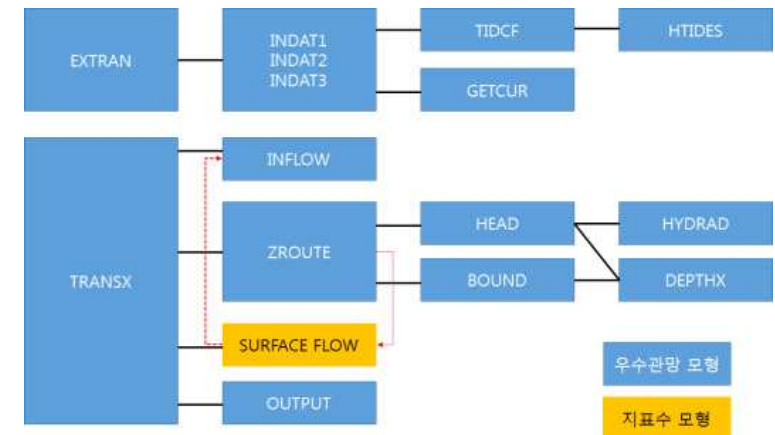 EXTRAN
INDAT1
INDAT2
INDAT3
TIDCF
HTIDES
GETCUR
TRANSX
INFLOW
ZROUTE
HEAD
HYDRAD
BOUND
DEPTHX
SURFACE FLOW
OUTPUT
우수관망 모형
지표수 모형